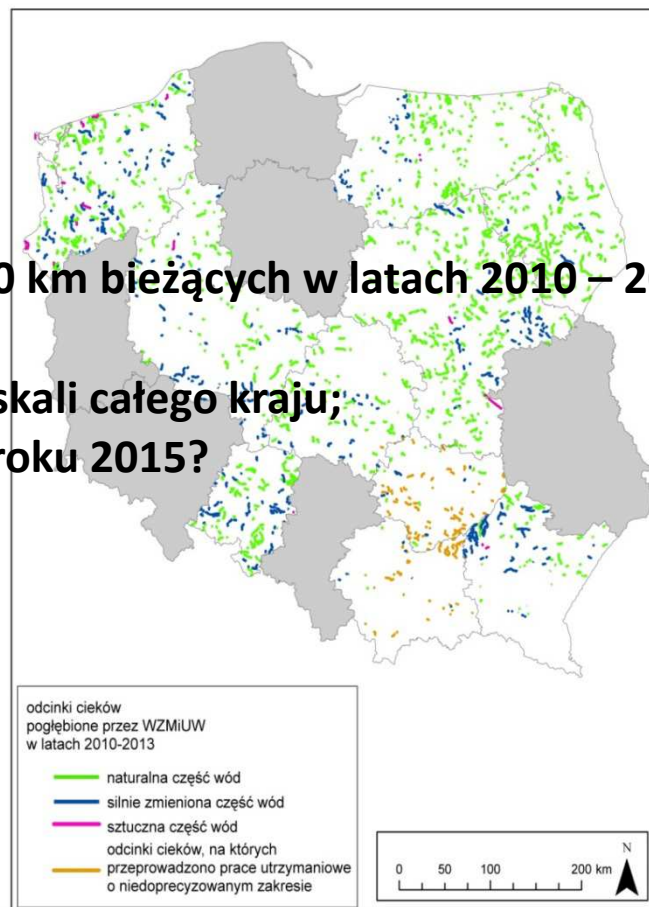 0 km bieżących w latach 2010 – 20
skali całego kraju;
roku 2015?
odcinki cieków
pogłębione przez WZMiUW
w latach 2010-2013
naturalna część wód
silnie zmieniona część wód
sztuczna część wód
odcinki cieków, na których
przeprowadzono prace utrzymaniowe
o niedoprecyzowanym zakresie
N
0 50 100 200 km